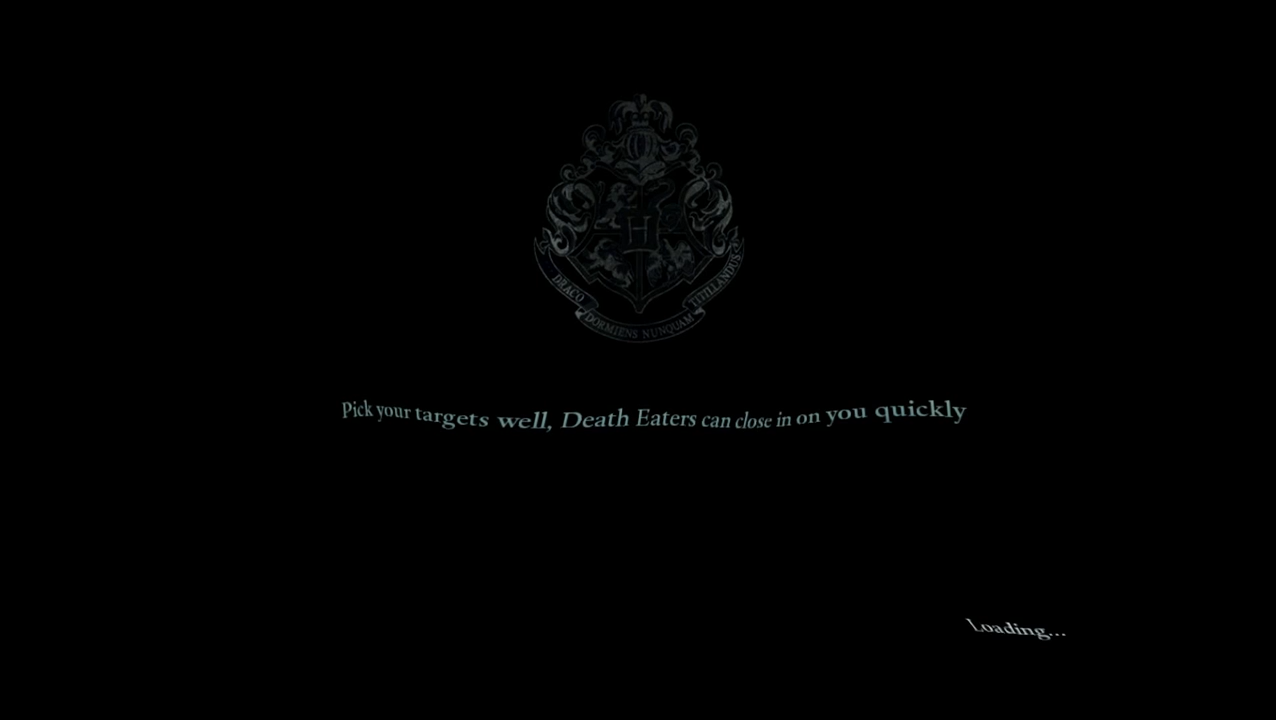 H
DRACO DORMIENS NUNQUAM TITILLANDUS
Pick your targets well, Death Eaters can close in on you quickly
Loading...